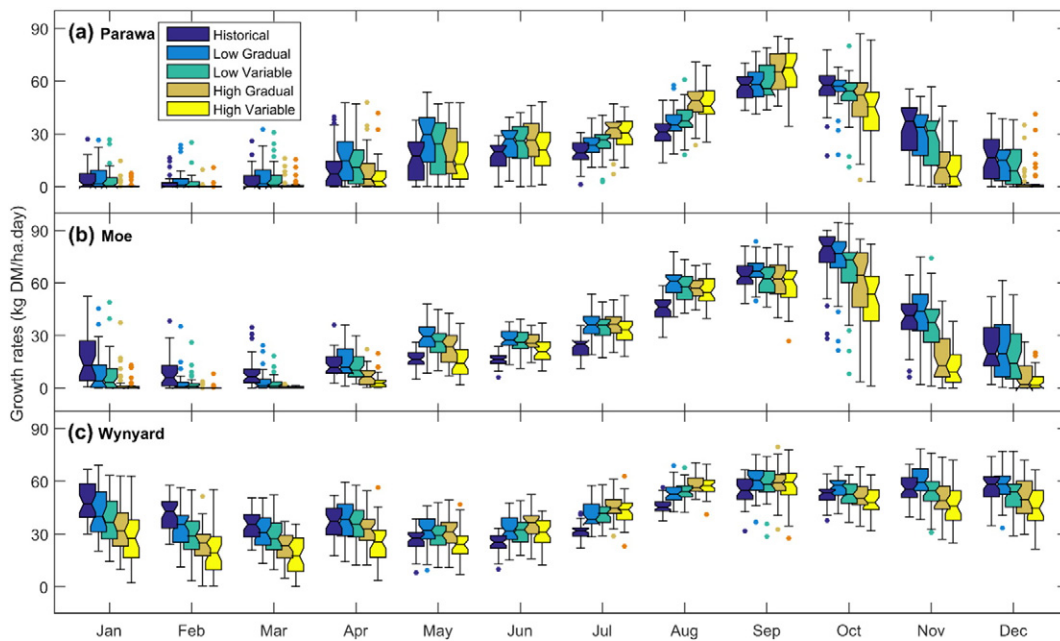 (a) Parawa
Historical
Low Gradual
Low Variable
High Gradual
High Variable
90
60
30
0
(b) Moe
90
60
30
0
(c) Wynyard
90
60
30
0
Growth rates (kg DM/ha.day)
Jan Feb Mar Apr May Jun Jul Aug Sep Oct Nov Dec